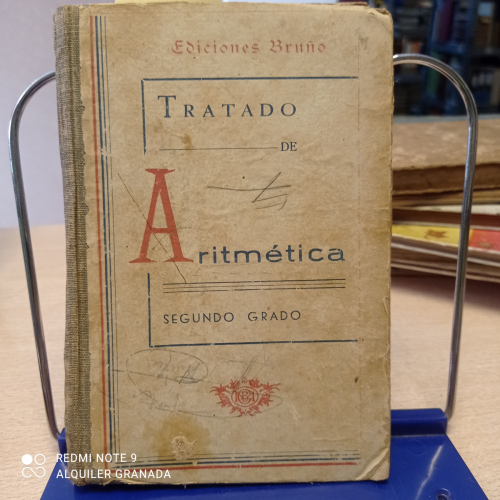 Ediciones Bruño
TRATADO
DE
Aritmética
SEGUNDO GRADO
REDMI NOTE 9
ALQUILER GRANADA